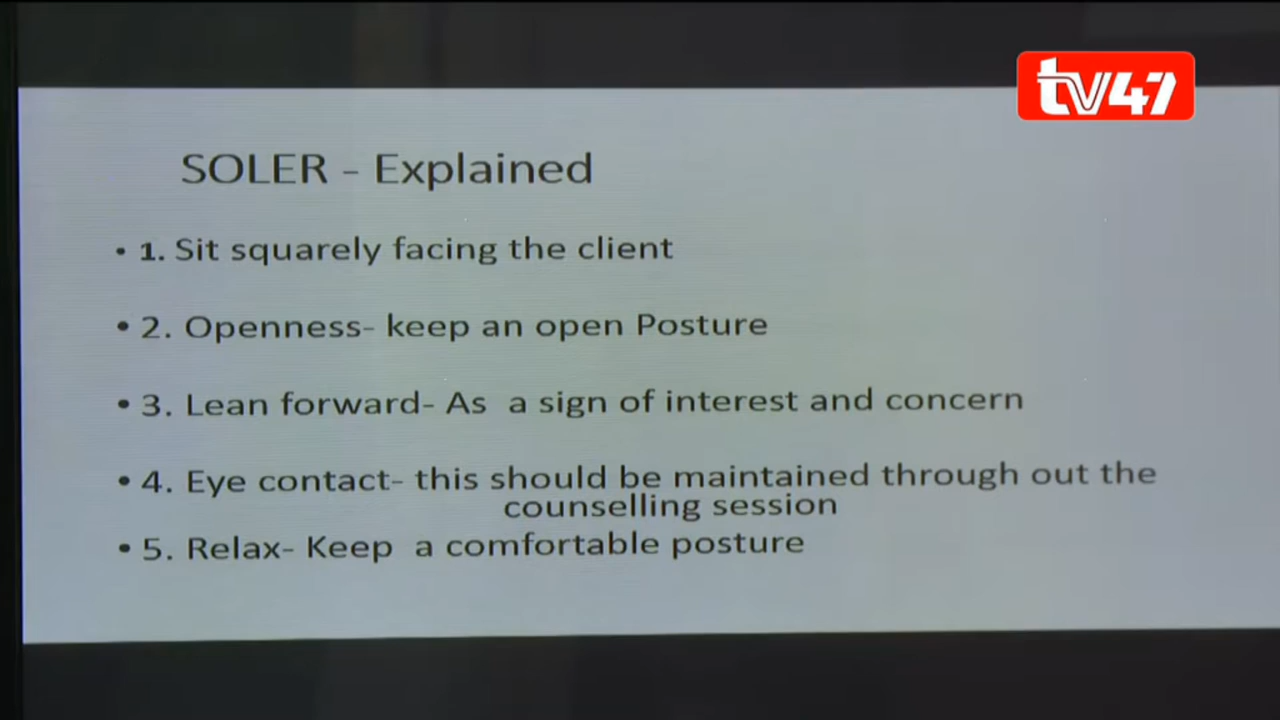 tv47
SOLER - Explained
• 1. Sit squarely facing the client
• 2. Openness- keep an open Posture
• 3. Lean forward- As a sign of interest and concern
• 4. Eye contact- this should be maintained through out the
counselling session
• 5. Relax- Keep a comfortable posture